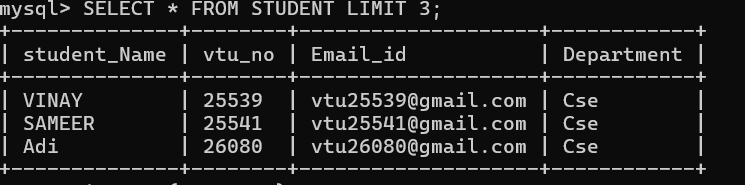 mysql> SELECT * FROM STUDENT LIMIT 3;
+--------------+--------+--------------------+------------+
| student_Name | vtu_no | Email_id           | Department |
+--------------+--------+--------------------+------------+
| VINAY        | 25539  | vtu25539@gmail.com | Cse        |
| SAMEER       | 25541  | vtu25541@gmail.com | Cse        |
| Adi          | 26080  | vtu26080@gmail.com | Cse        |
+--------------+--------+--------------------+------------+